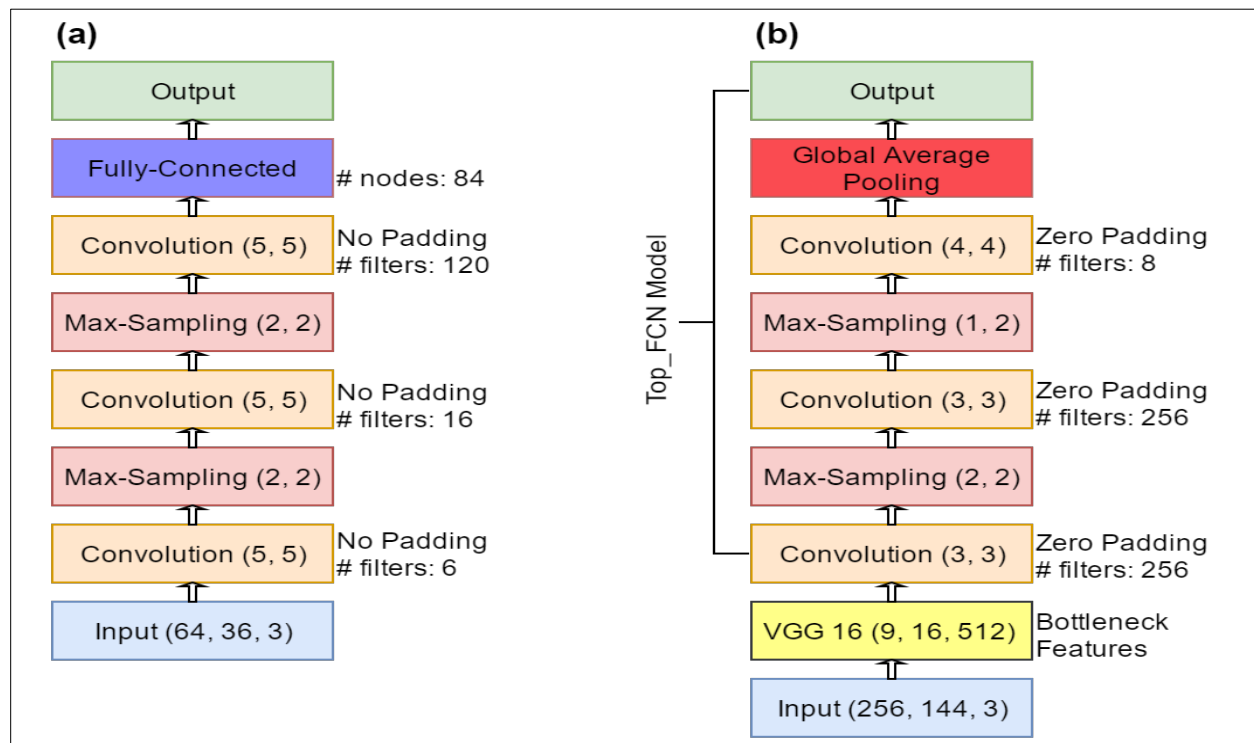 (a)
Output
Fully-Connected
# nodes: 84
Convolution (5, 5)
No Padding
# filters: 120
Max-Sampling (2, 2)
Convolution (5, 5)
No Padding
# filters: 16
Max-Sampling (2, 2)
Convolution (5, 5)
No Padding
# filters: 6
Input (64, 36, 3)
(b)
Output
Global Average
Pooling
Convolution (4, 4)
Zero Padding
# filters: 8
Max-Sampling (1, 2)
Top_FCN Model
Convolution (3, 3)
Zero Padding
# filters: 256
Max-Sampling (2, 2)
Convolution (3, 3)
Zero Padding
# filters: 256
VGG 16 (9, 16, 512)
Bottleneck
Features
Input (256, 144, 3)